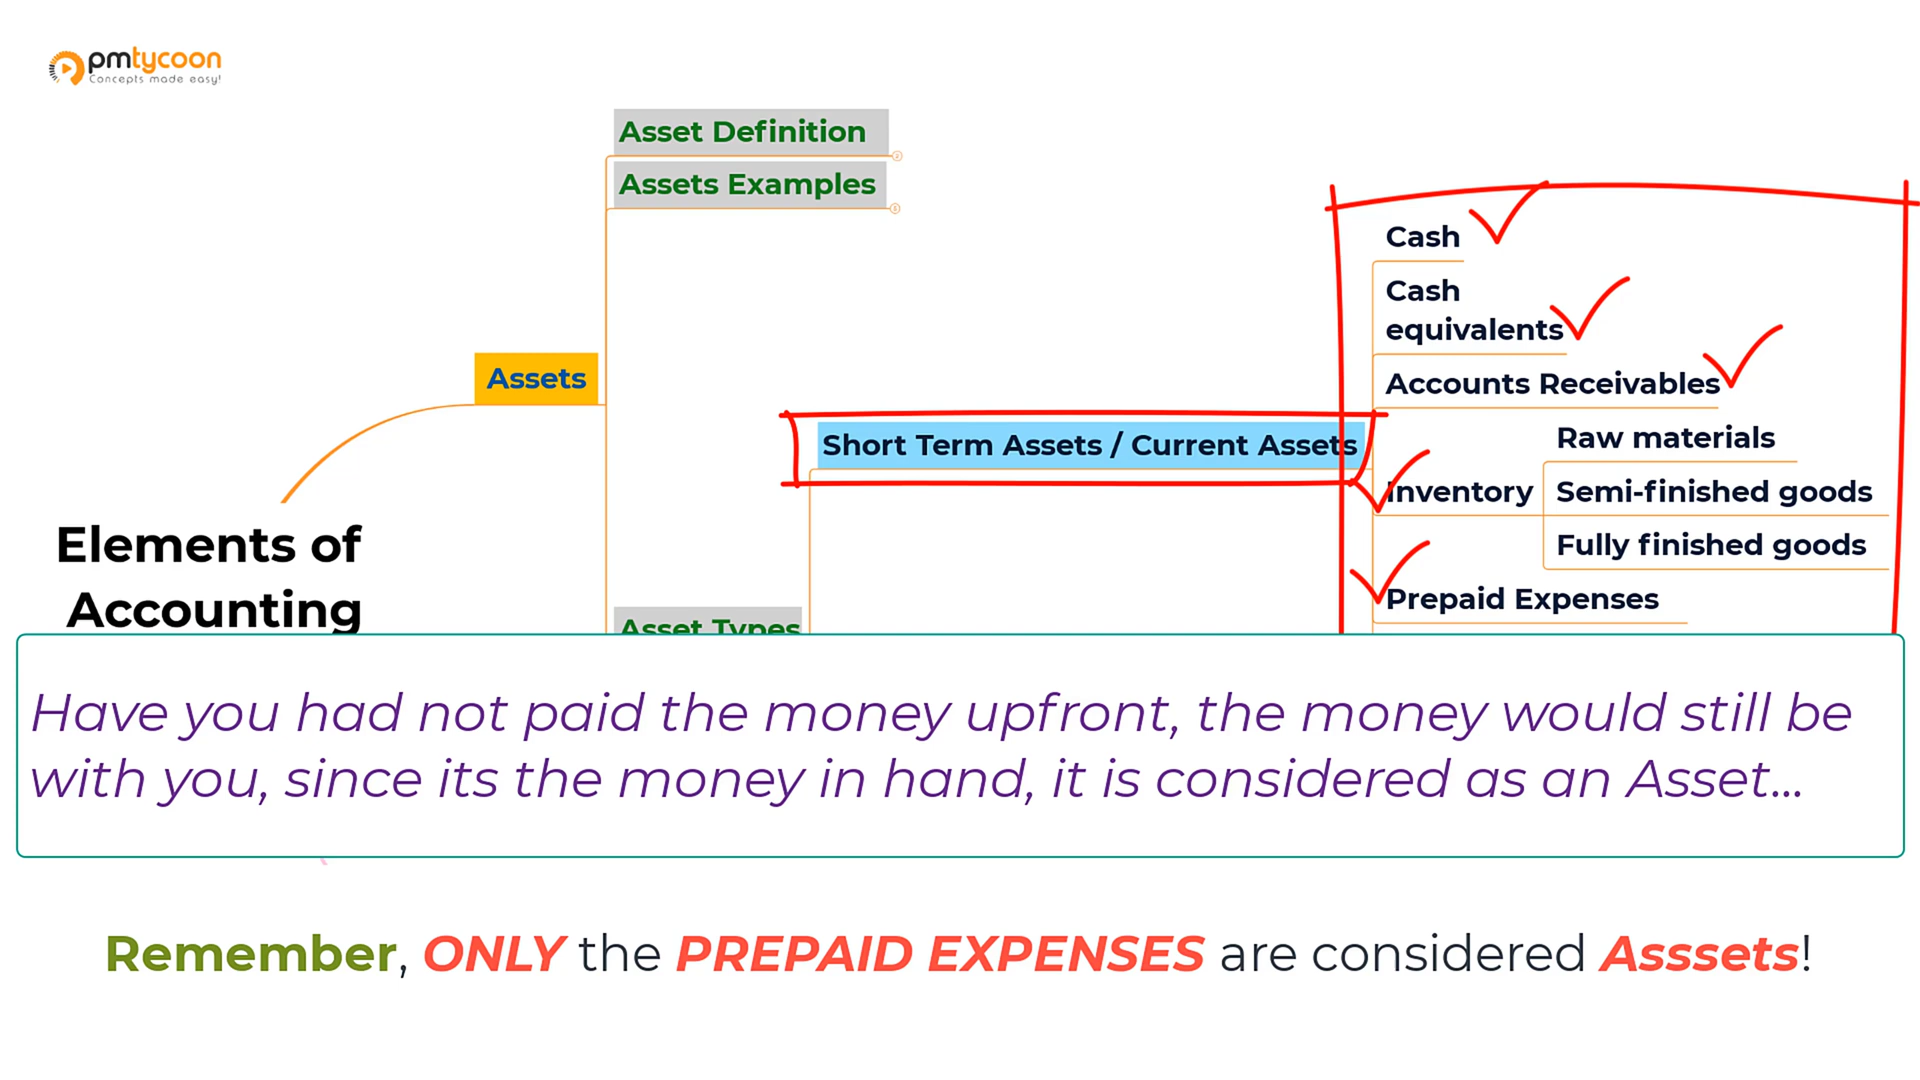 pmtycoon
Concepts made easy!
Asset Definition
Assets Examples
Cash
Cash
equivalents
Assets
Accounts Receivables
Short Term Assets / Current Assets
Raw materials
Inventory
Semi-finished goods
Fully finished goods
Elements of
Accounting
Prepaid Expenses
Asset Types
Have you had not paid the money upfront, the money would still be
with you, since its the money in hand, it is considered as an Asset...
Remember, ONLY the PREPAID EXPENSES are considered Asssets!